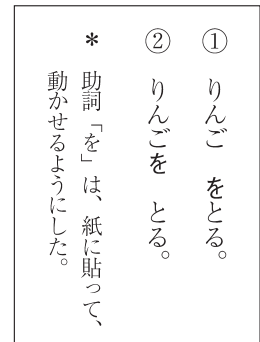 ① りんご　をとる。
② りんごを　とる。
＊ 助詞「を」は、紙に貼って、
動かせるようにした。